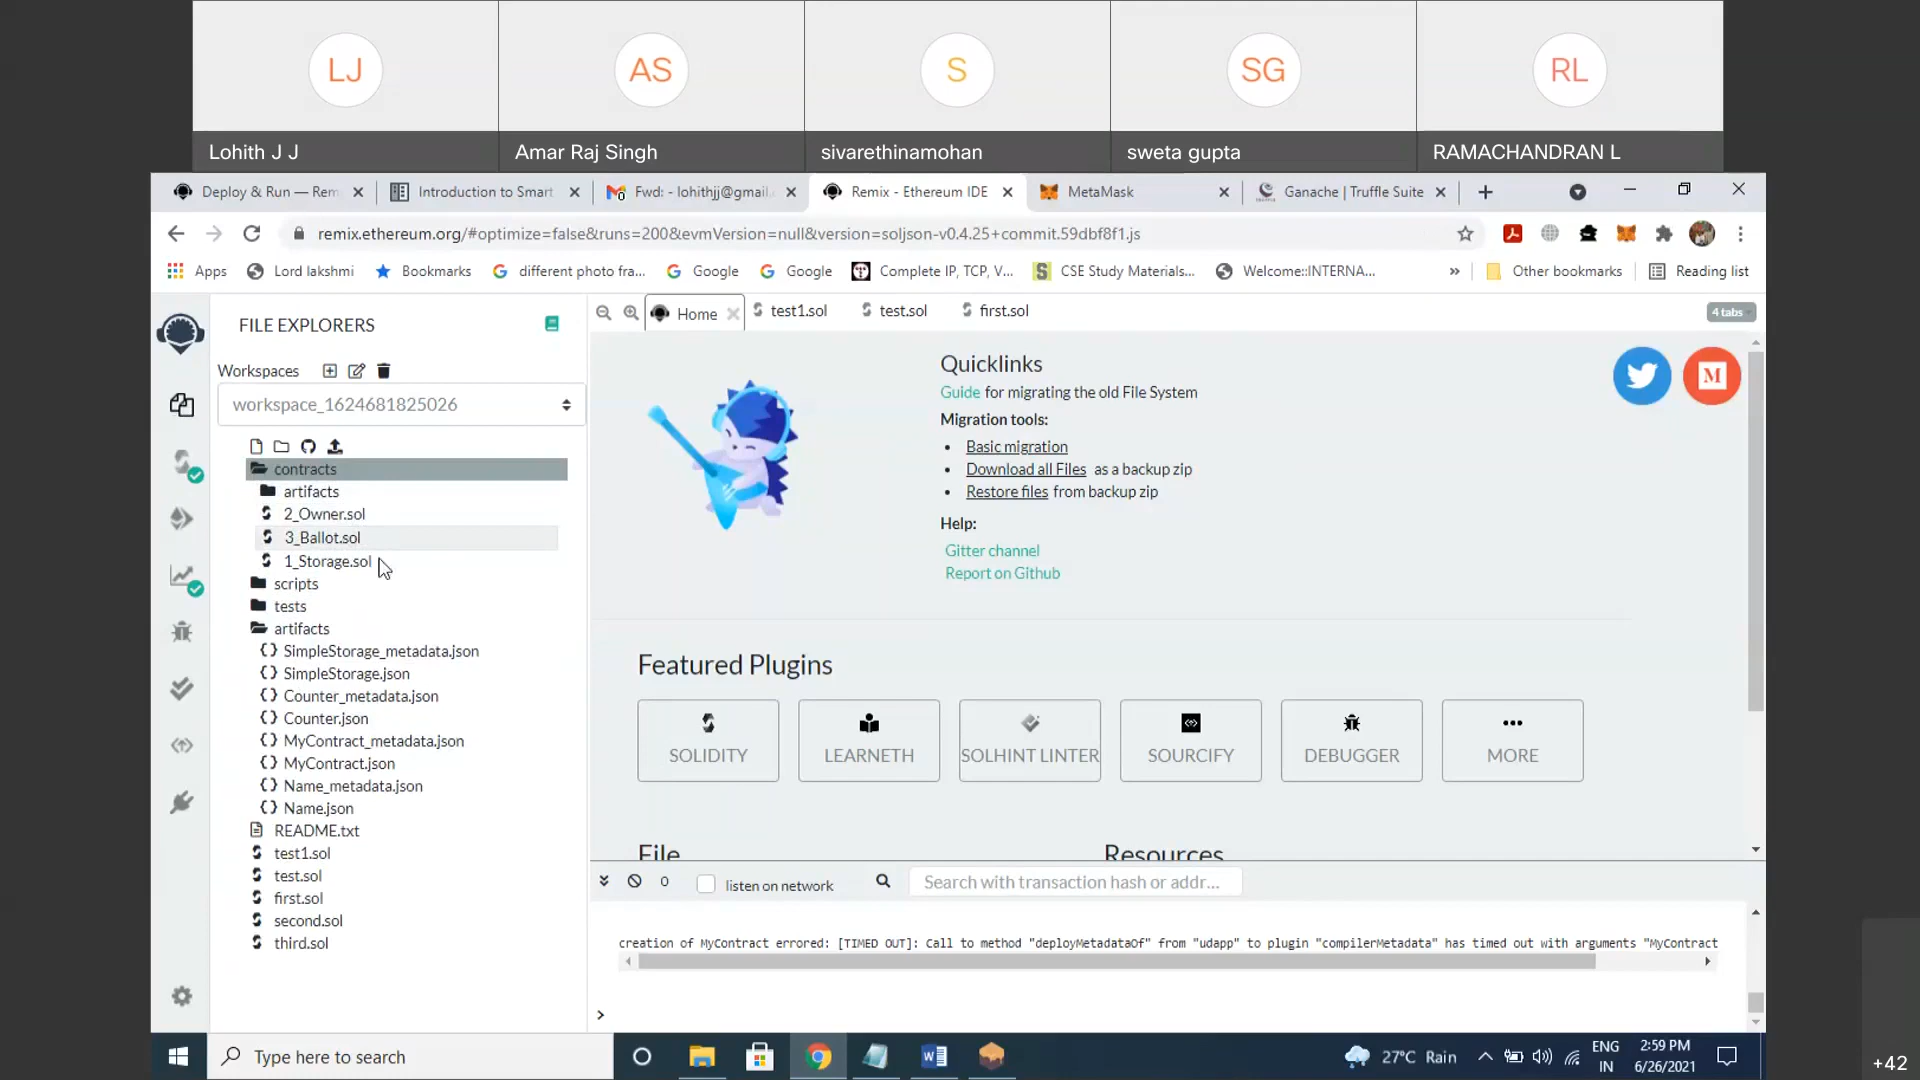 LJ
AS
S
SG
RL
Lohith J J
Amar Raj Singh
sivarethinamohan
sweta gupta
RAMACHANDRAN L
Deploy & Run — Rem
Introduction to Smart
Fwd: - lohithjj@gmail.
Remix - Ethereum IDE
MetaMask
Ganache | Truffle Suite
remix.ethereum.org/#optimize=false&runs=200&evmVersion=null&version=soljson-v0.4.25+commit.59dbf8f1.js
Apps
Lord lakshmi
Bookmarks
different photo fra...
Google
Google
Complete IP, TCP, V...
CSE Study Materials...
Welcome::INTERNA...
»
Other bookmarks
Reading list
FILE EXPLORERS
Workspaces
workspace_1624681825026
contracts
artifacts
2_Owner.sol
3_Ballot.sol
1_Storage.sol
scripts
tests
artifacts
SimpleStorage_metadata.json
SimpleStorage.json
Counter_metadata.json
Counter.json
MyContract_metadata.json
MyContract.json
Name_metadata.json
Name.json
README.txt
test1.sol
test.sol
first.sol
second.sol
third.sol
Home
test1.sol
test.sol
first.sol
4 tabs
Quicklinks
Guide for migrating the old File System
Migration tools:
• Basic migration
• Download all Files as a backup zip
• Restore files from backup zip
Help:
Gitter channel
Report on Github
M
Featured Plugins
SOLIDITY
LEARNETH
SOLHINT LINTER
SOURCIFY
DEBUGGER
MORE
File
Resources
0
listen on network
Search with transaction hash or addr...
creation of MyContract errored: [TIMED OUT]: Call to method "deployMetadataOf" from "udapp" to plugin "compilerMetadata" has timed out with arguments "MyContract
>
Type here to search
27°C Rain
ENG
IN
2:59 PM
6/26/2021
+42